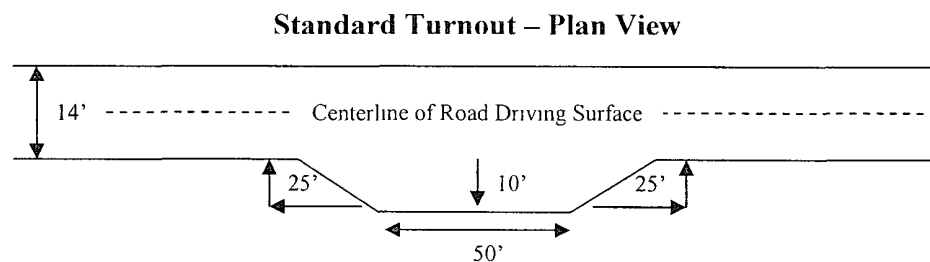 Standard Turnout – Plan View
14’
Centerline of Road Driving Surface
25’
10’
25’
50’